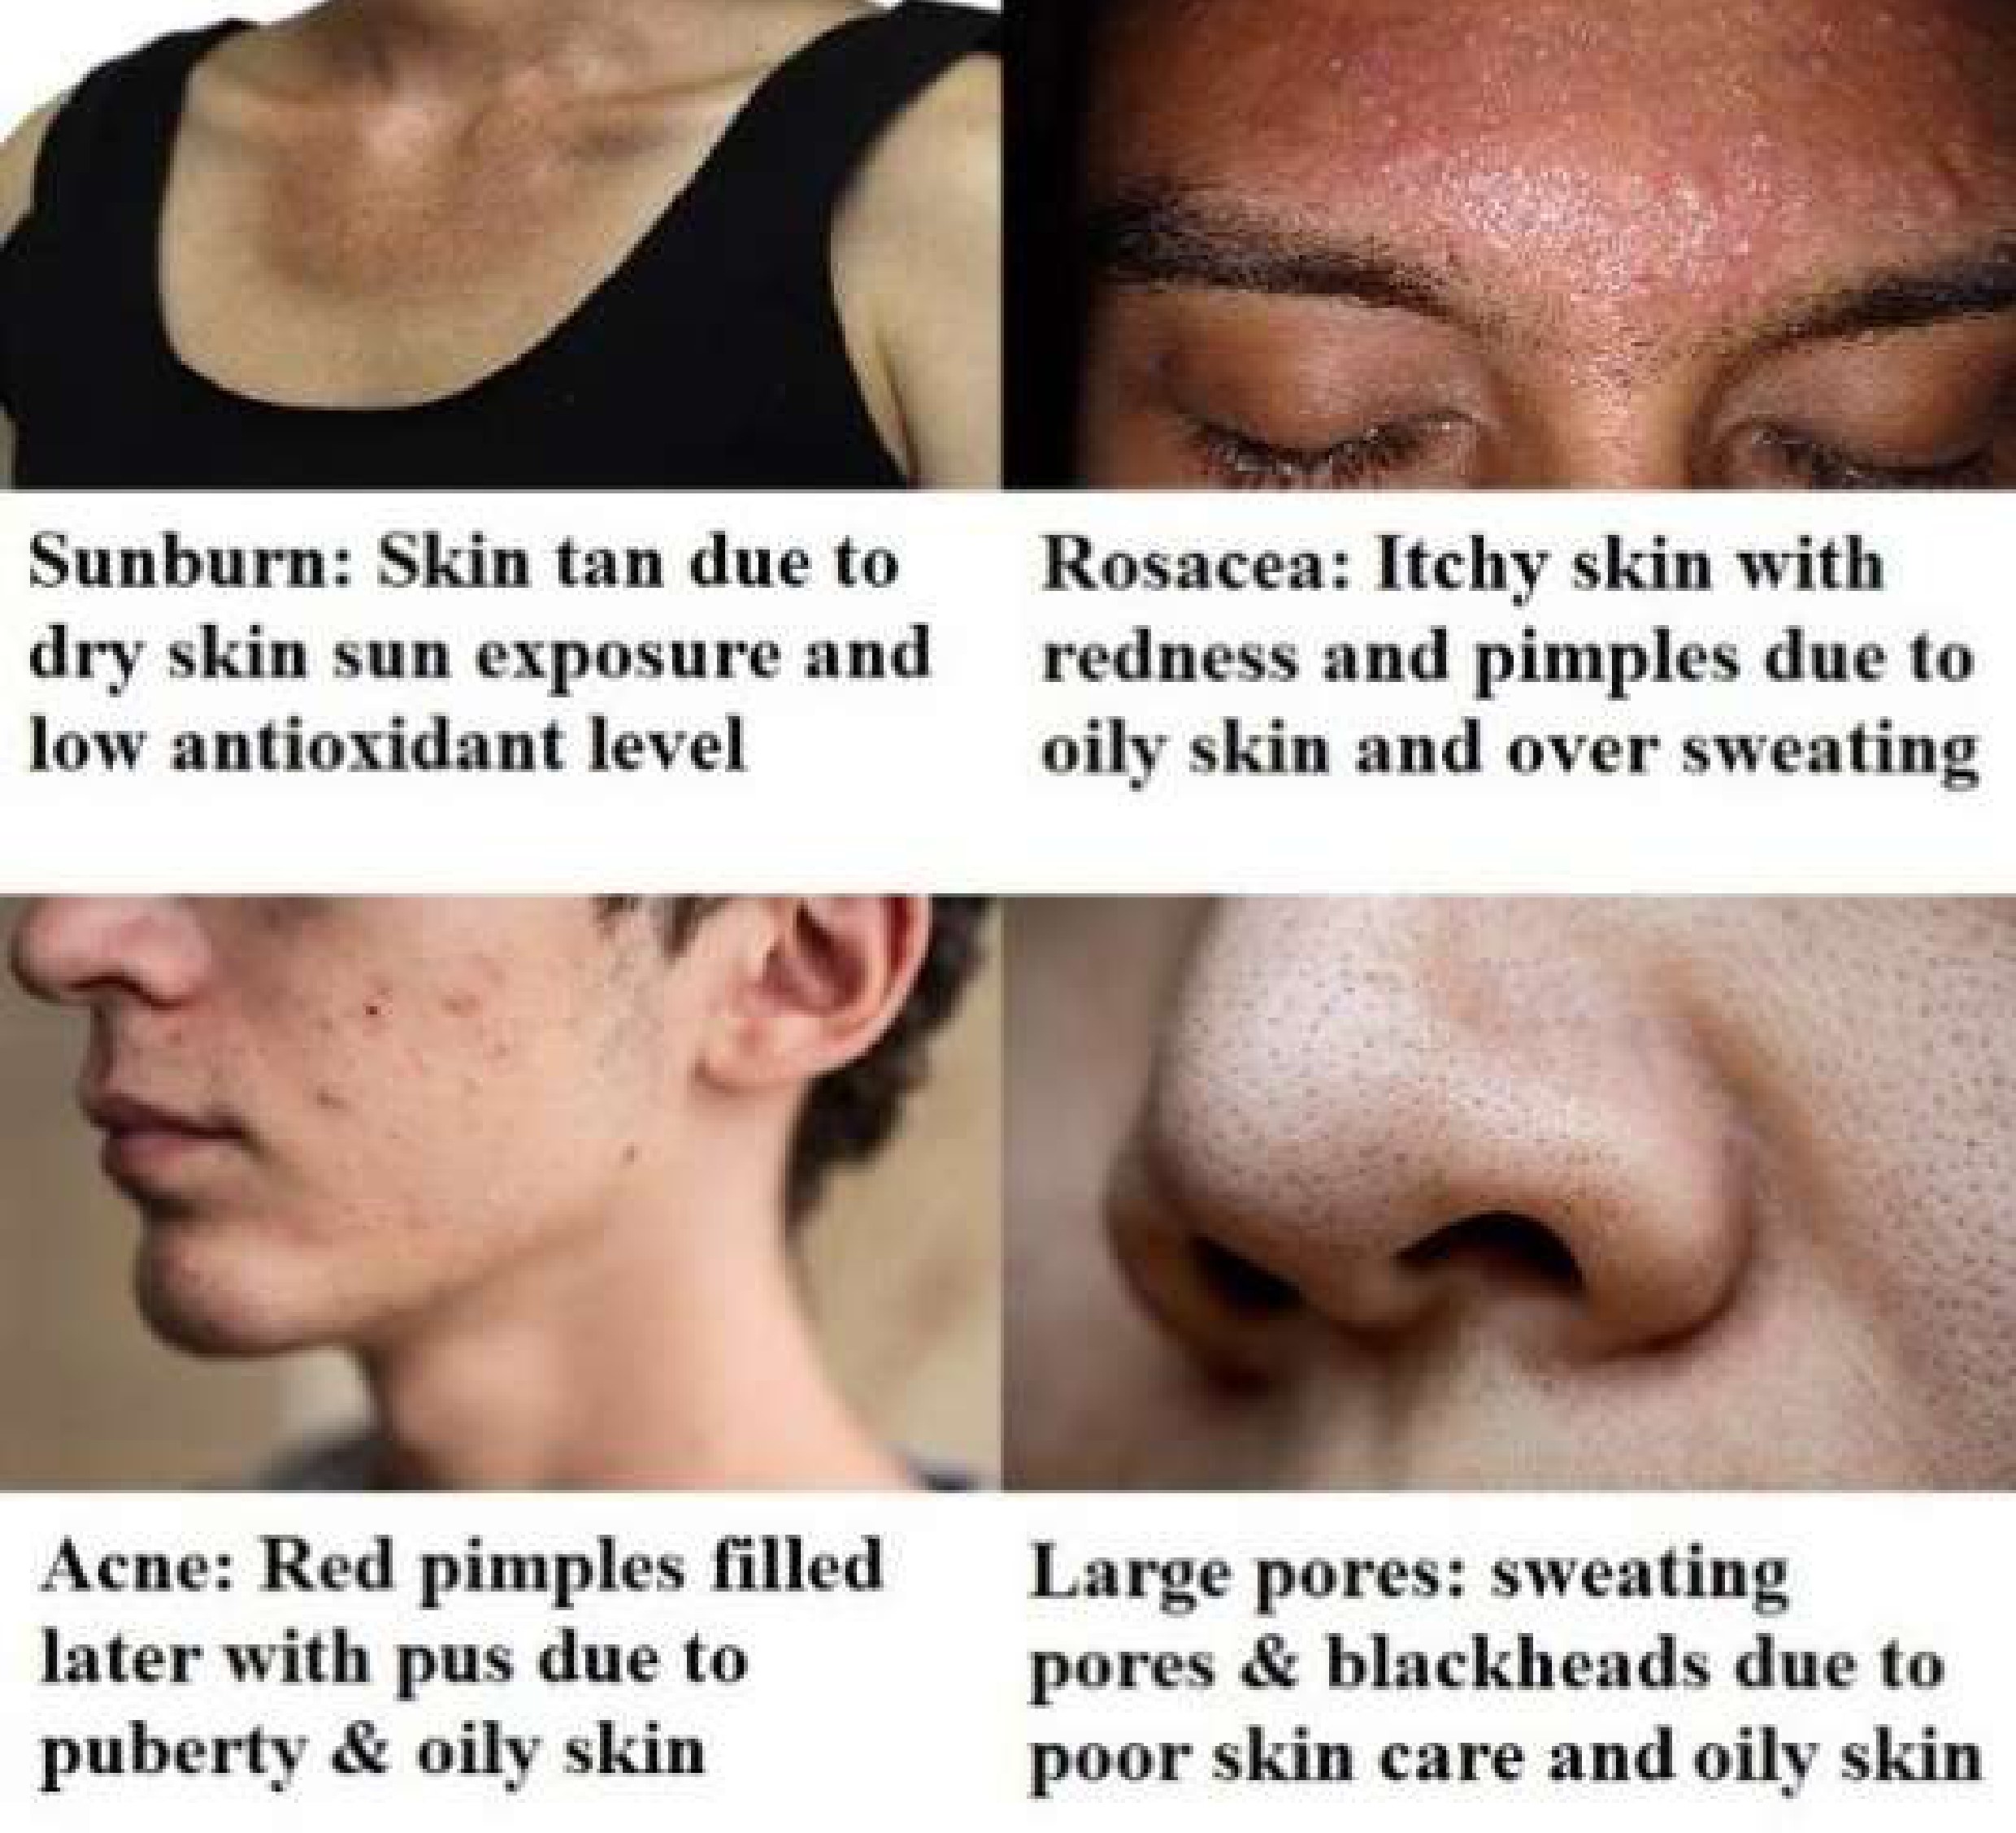 Sunburn: Skin tan due to
dry skin sun exposure and
low antioxidant level
Rosacea: Itchy skin with
redness and pimples due to
oily skin and over sweating
Acne: Red pimples filled
later with pus due to
puberty & oily skin
Large pores: sweating
pores & blackheads due to
poor skin care and oily skin